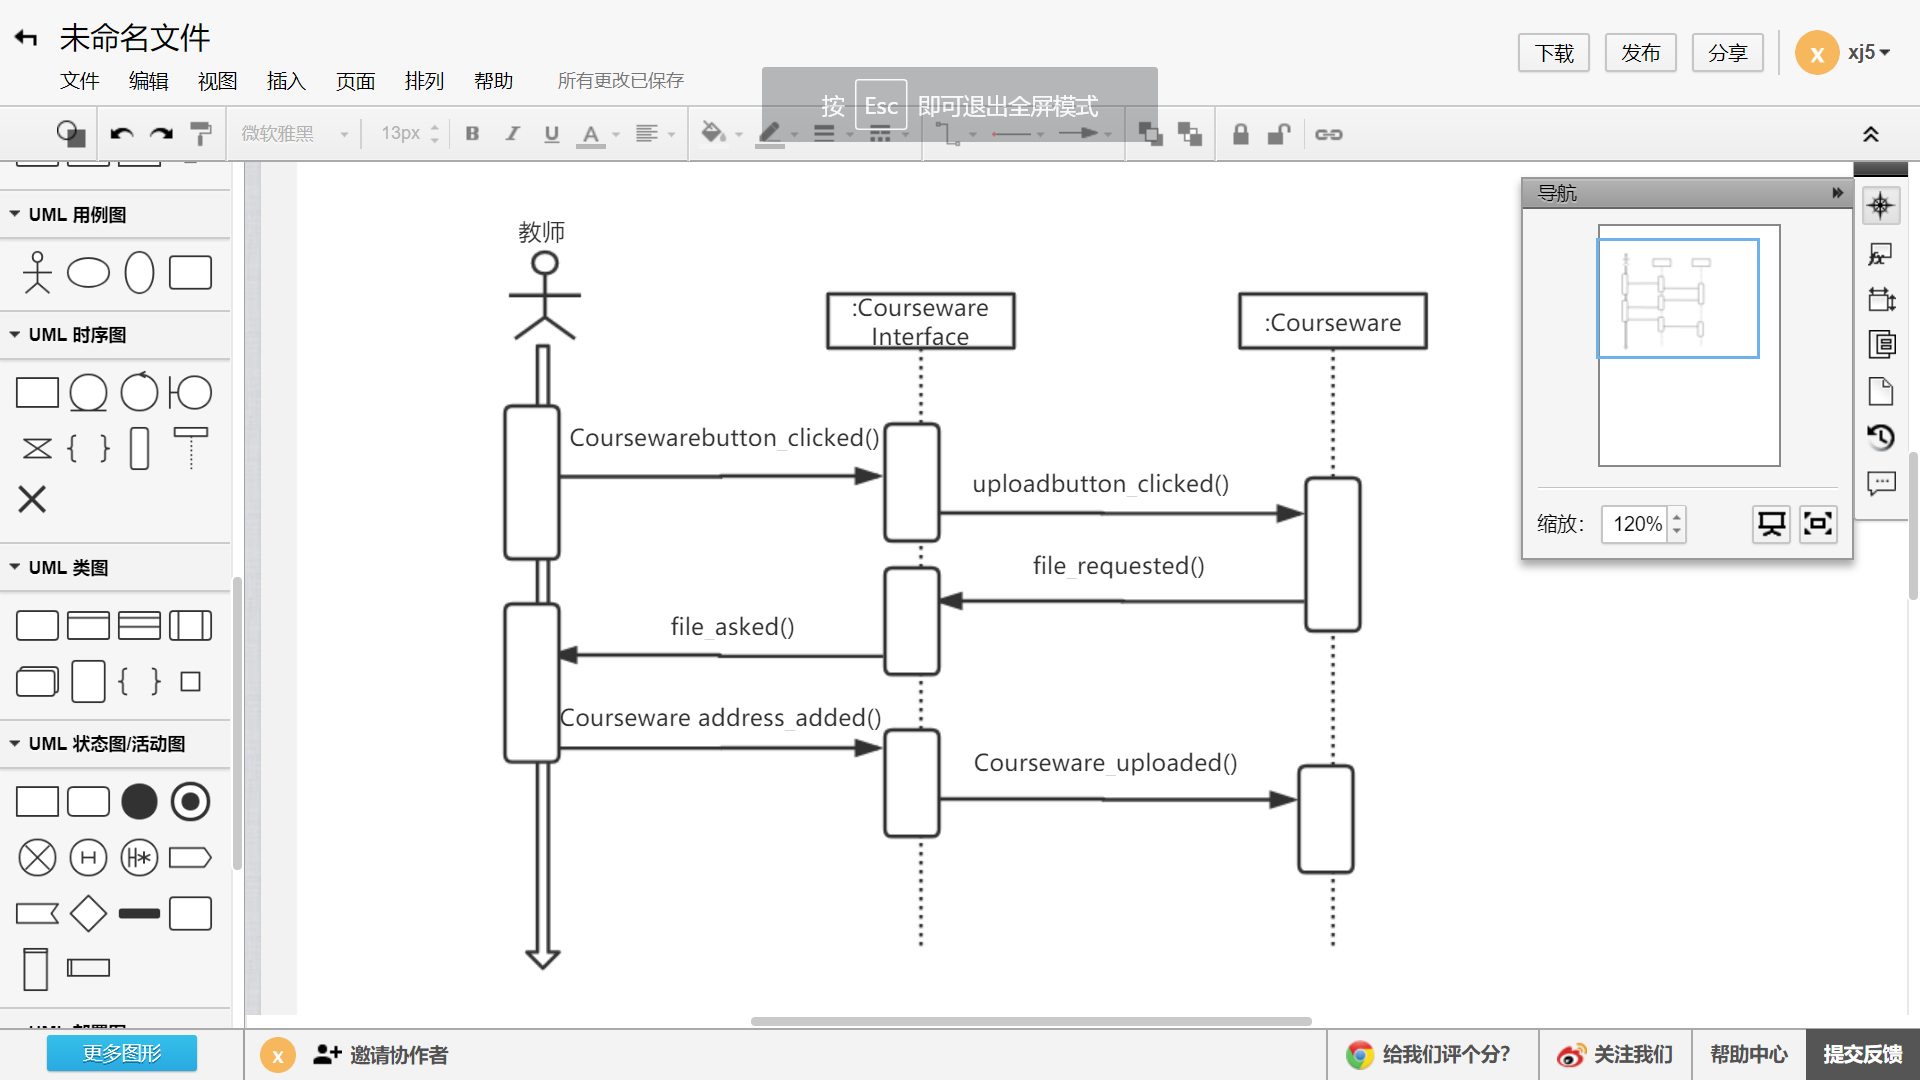 未命名文件
文件 编辑 视图 插入 页面 排列 帮助 所有更改已保存
下载 发布 分享 x xj5
按 Esc 即可退出全屏模式
微软雅黑 13px B I U A
UML 用例图
UML 时序图
UML 类图
UML 状态图/活动图
H H*
更多图形
教师
:Courseware
Interface
:Courseware
Coursewarebutton_clicked()
uploadbutton_clicked()
file_requested()
file_asked()
Courseware address_added()
Courseware_uploaded()
导航
缩放: 120%
fx
x 邀请协作者
给我们评个分?
关注我们
帮助中心
提交反馈